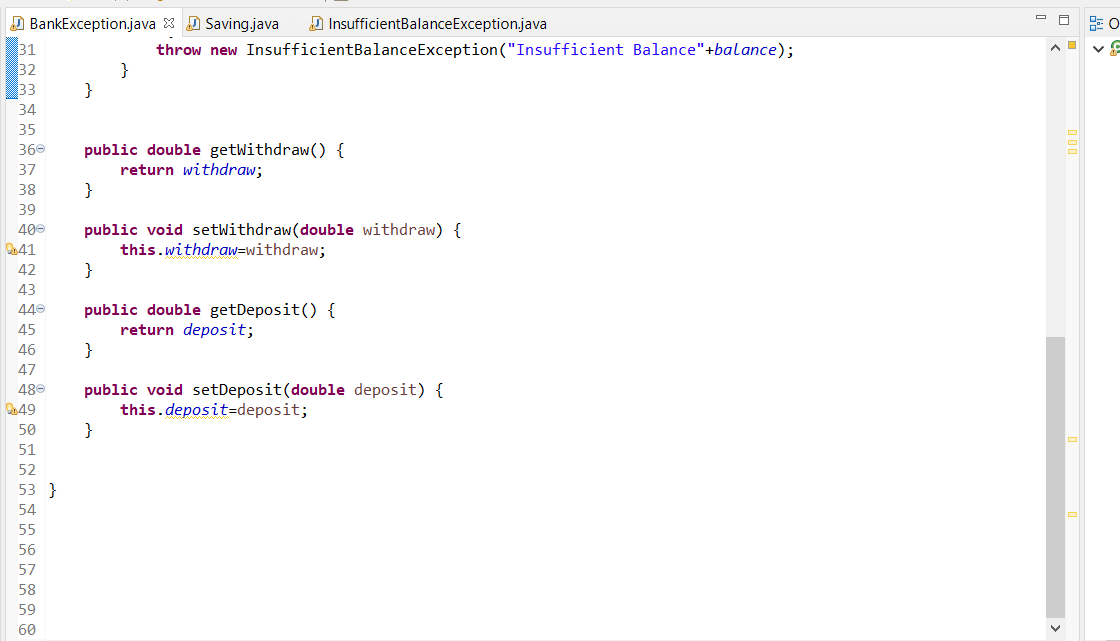 BankException.java Saving.java InsufficientBalanceException.java O
31 throw new InsufficientBalanceException("Insufficient Balance"+balance);
32 }
33 }
34
35
36 public double getWithdraw() {
37 return withdraw;
38 }
39
40 public void setWithdraw(double withdraw) {
41 this.withdraw=withdraw;
42 }
43
44 public double getDeposit() {
45 return deposit;
46 }
47
48 public void setDeposit(double deposit) {
49 this.deposit=deposit;
50 }
51
52
53 }
54
55
56
57
58
59
60